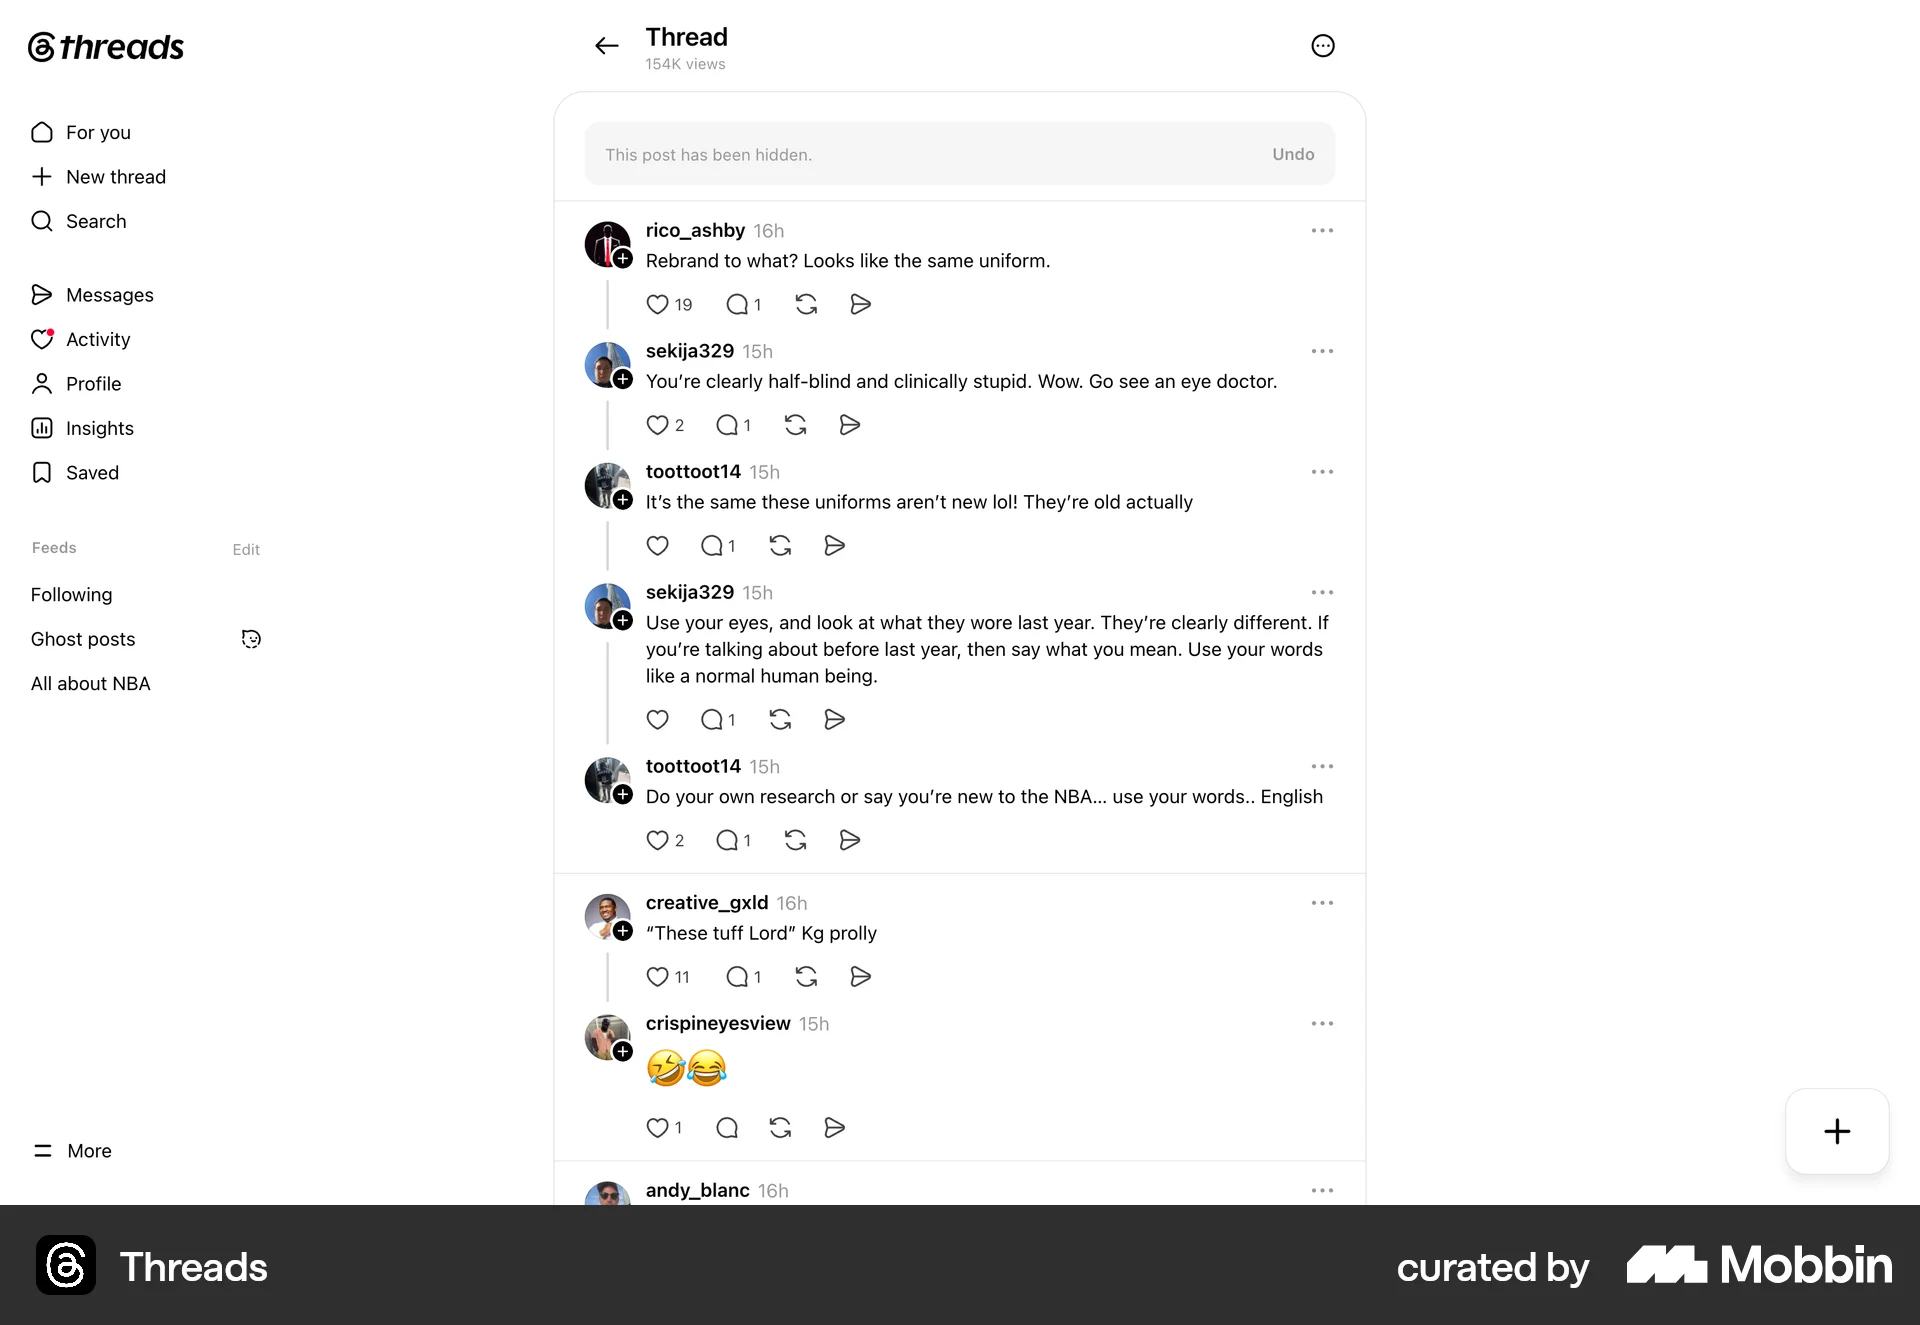 threads
For you
New thread
Search
Messages
Activity
Profile
Insights
Saved
Feeds
Edit
Following
Ghost posts
All about NBA
More
Thread
154K views
This post has been hidden.
Undo
rico_ashby 16h
Rebrand to what? Looks like the same uniform.
19 1
sekija329 15h
You’re clearly half-blind and clinically stupid. Wow. Go see an eye doctor.
2 1
toottoot14 15h
It’s the same these uniforms aren’t new lol! They’re old actually
1
sekija329 15h
Use your eyes, and look at what they wore last year. They’re clearly different. If
you’re talking about before last year, then say what you mean. Use your words
like a normal human being.
1
toottoot14 15h
Do your own research or say you’re new to the NBA... use your words.. English
2 1
creative_gxld 16h
“These tuff Lord” Kg prolly
11 1
crispineyesview 15h
🤣😂
1
andy_blanc 16h
Threads
curated by Mobbin